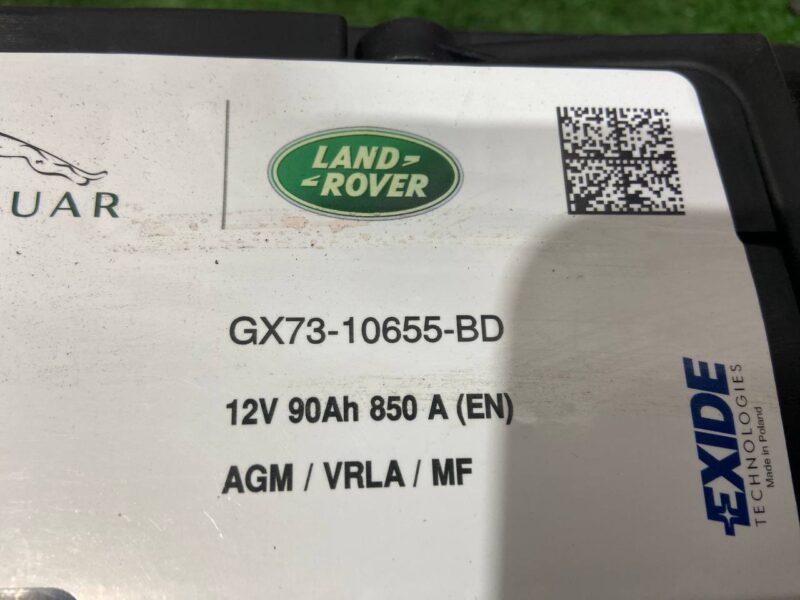 UAR
LAND-
-ROVER
GX73-10655-BD
12V 90Ah 850 A (EN)
AGM / VRLA / MF
EXIDE
TECHNOLOGIES
Made in Poland